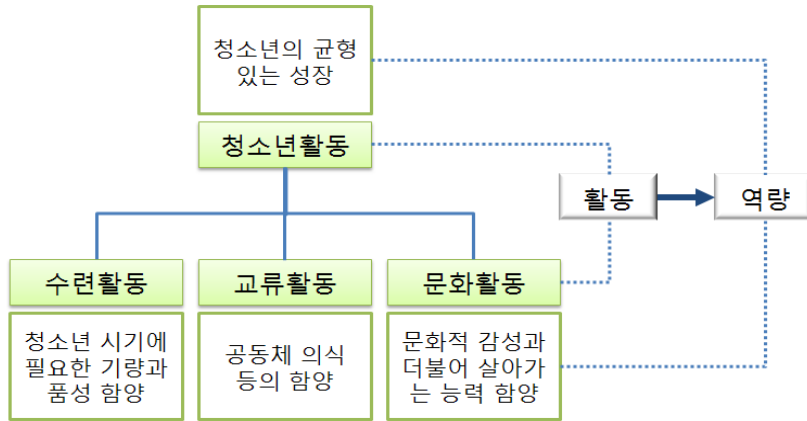 청소년의 균형
있는 성장
청소년활동
활동
역량
수련활동
교류활동
문화활동
청소년 시기에
필요한 기량과
품성 함양
공동체 의식
등의 함양
문화적 감성과
더불어 살아가
는 능력 함양